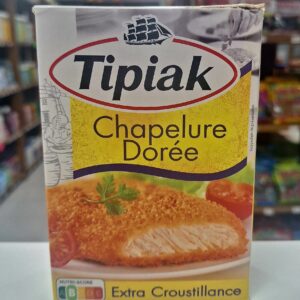 Tipiak
Chapelure
Dorée
NUTRI-SCORE
Extra Croustillance